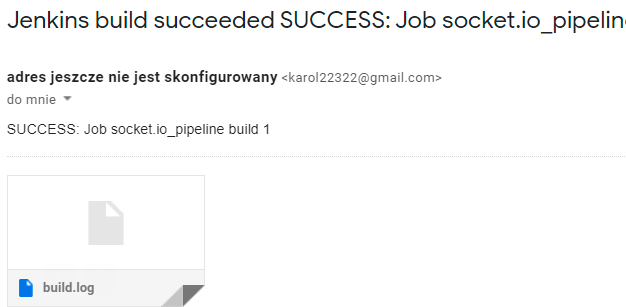 Jenkins build succeeded SUCCESS: Job socket.io_pipelin
adres jeszcze nie jest skonfigurowany <karol22322@gmail.com>
do mnie
SUCCESS: Job socket.io_pipeline build 1
build.log